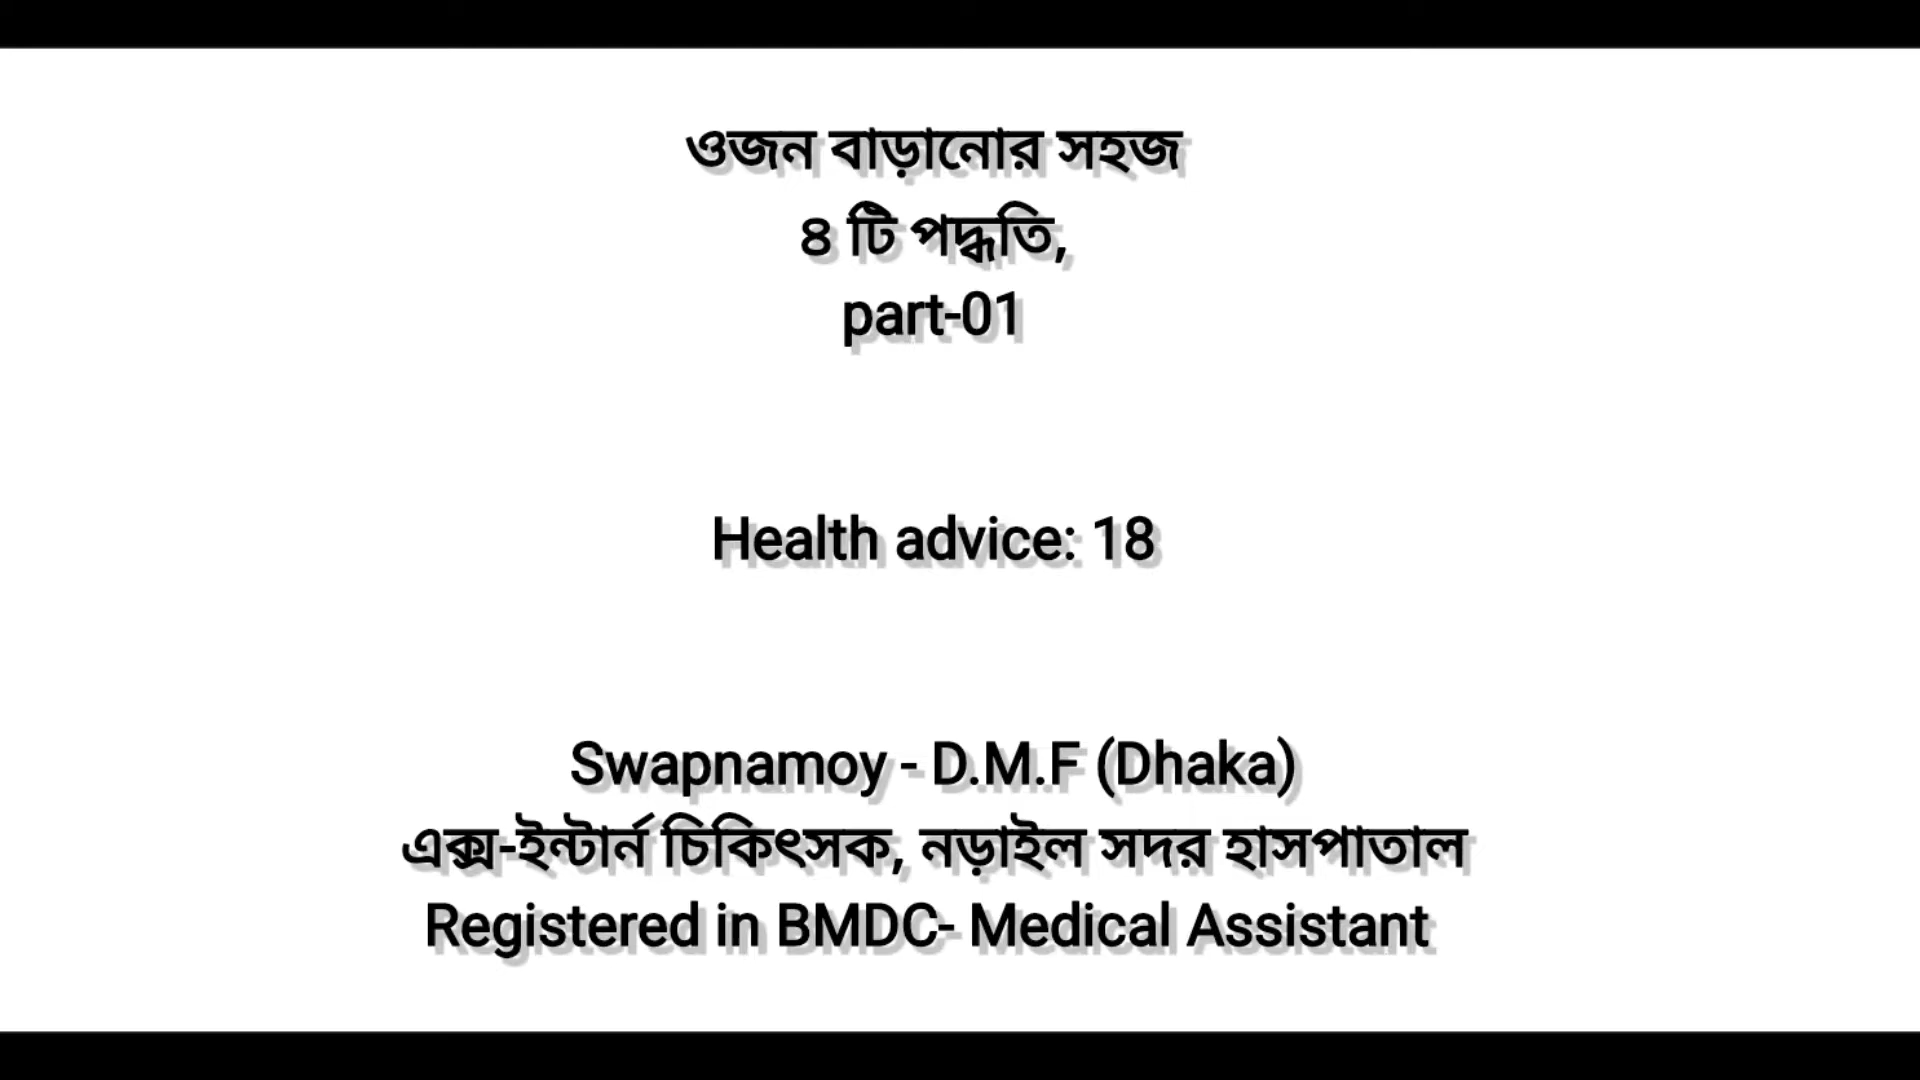 ওজন বাড়ানোর সহজ
৪ টি পদ্ধতি,
part-01
Health advice: 18
Swapnamoy - D.M.F (Dhaka)
এক্স-ইন্টার্ন চিকিৎসক, নড়াইল সদর হাসপাতাল
Registered in BMDC- Medical Assistant